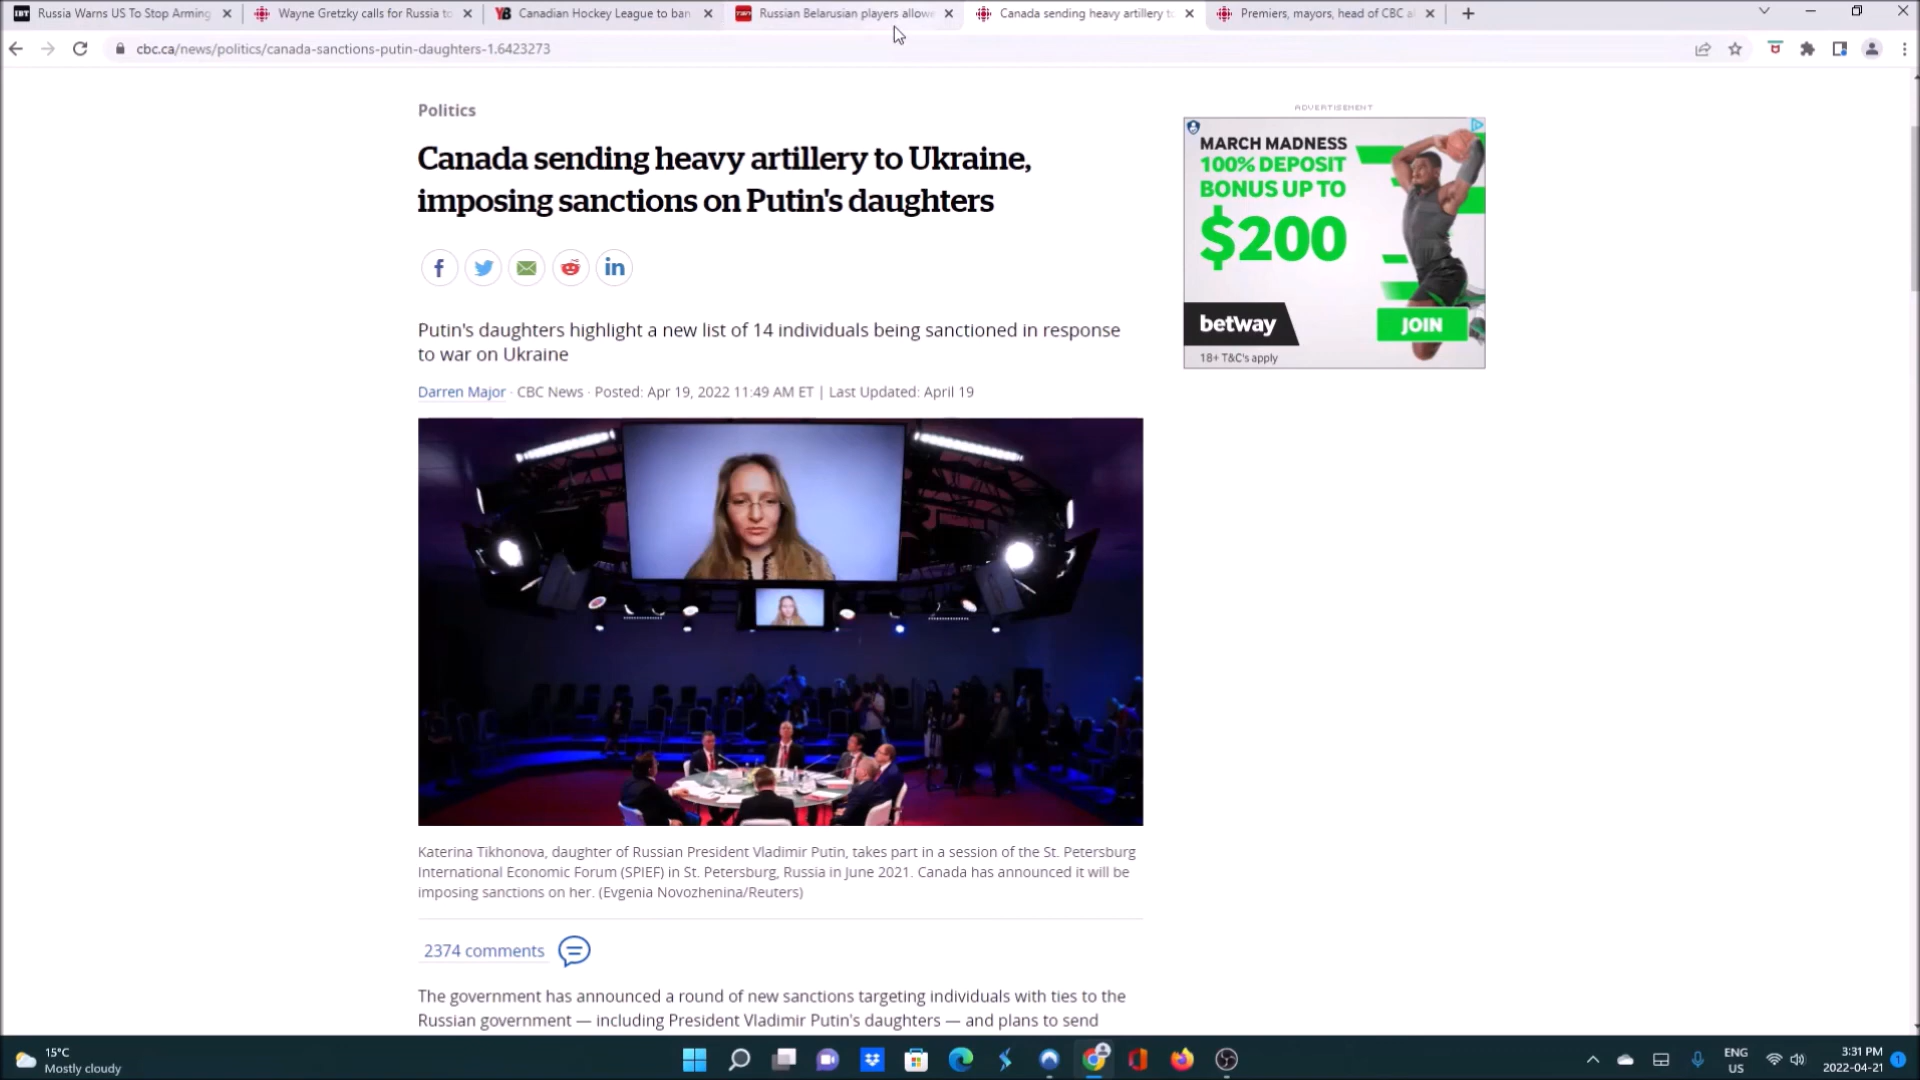 IBT Russia Warns US To Stop Arming
Wayne Gretzky calls for Russia to
YB Canadian Hockey League to ban
TSN Russian Belarusian players allowe
Canada sending heavy artillery to
Premiers, mayors, head of CBC al
cbc.ca/news/politics/canada-sanctions-putin-daughters-1.6423273
Politics
Canada sending heavy artillery to Ukraine,
imposing sanctions on Putin's daughters
Putin's daughters highlight a new list of 14 individuals being sanctioned in response
to war on Ukraine
Darren Major · CBC News · Posted: Apr 19, 2022 11:49 AM ET | Last Updated: April 19
Katerina Tikhonova, daughter of Russian President Vladimir Putin, takes part in a session of the St. Petersburg
International Economic Forum (SPIEF) in St. Petersburg, Russia in June 2021. Canada has announced it will be
imposing sanctions on her. (Evgenia Novozhenina/Reuters)
2374 comments
The government has announced a round of new sanctions targeting individuals with ties to the
Russian government — including President Vladimir Putin's daughters — and plans to send
ADVERTISEMENT
MARCH MADNESS
100% DEPOSIT
BONUS UP TO
$200
betway
JOIN
18+ T&C's apply
15°C
Mostly cloudy
ENG
US
3:31 PM
2022-04-21
1